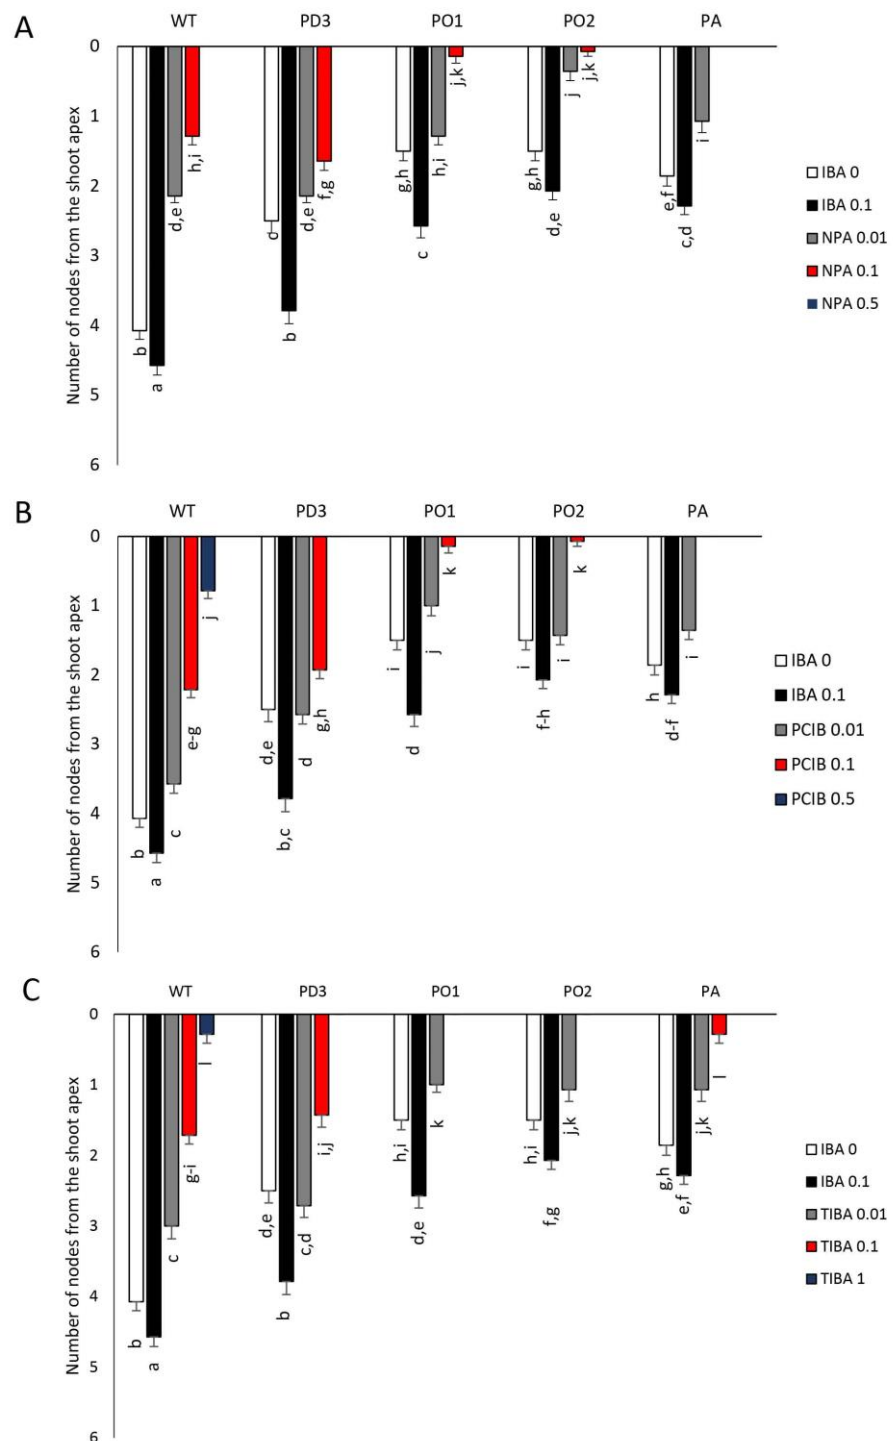 A
WT PD3 PO1 PO2 PA
Number of nodes from the shoot apex
0
1
2
3
4
5
6
b a d,e h,i
c b d,e f,g
g,h c h,i j,k
g,h d,e j j,k
e,f c,d i
IBA 0
IBA 0.1
NPA 0.01
NPA 0.1
NPA 0.5
B
WT PD3 PO1 PO2 PA
Number of nodes from the shoot apex
0
1
2
3
4
5
6
b a c e-g j
d,e b,c d g,h
i d j k
i f-h i k
h d-f i
IBA 0
IBA 0.1
PCIB 0.01
PCIB 0.1
PCIB 0.5
C
WT PD3 PO1 PO2 PA
Number of nodes from the shoot apex
0
1
2
3
4
5
6
b a c g-i l
d,e b c,d i,j
h,i d,e k
h,i f,g j,k
g,h e,f j,k l
IBA 0
IBA 0.1
TIBA 0.01
TIBA 0.1
TIBA 1